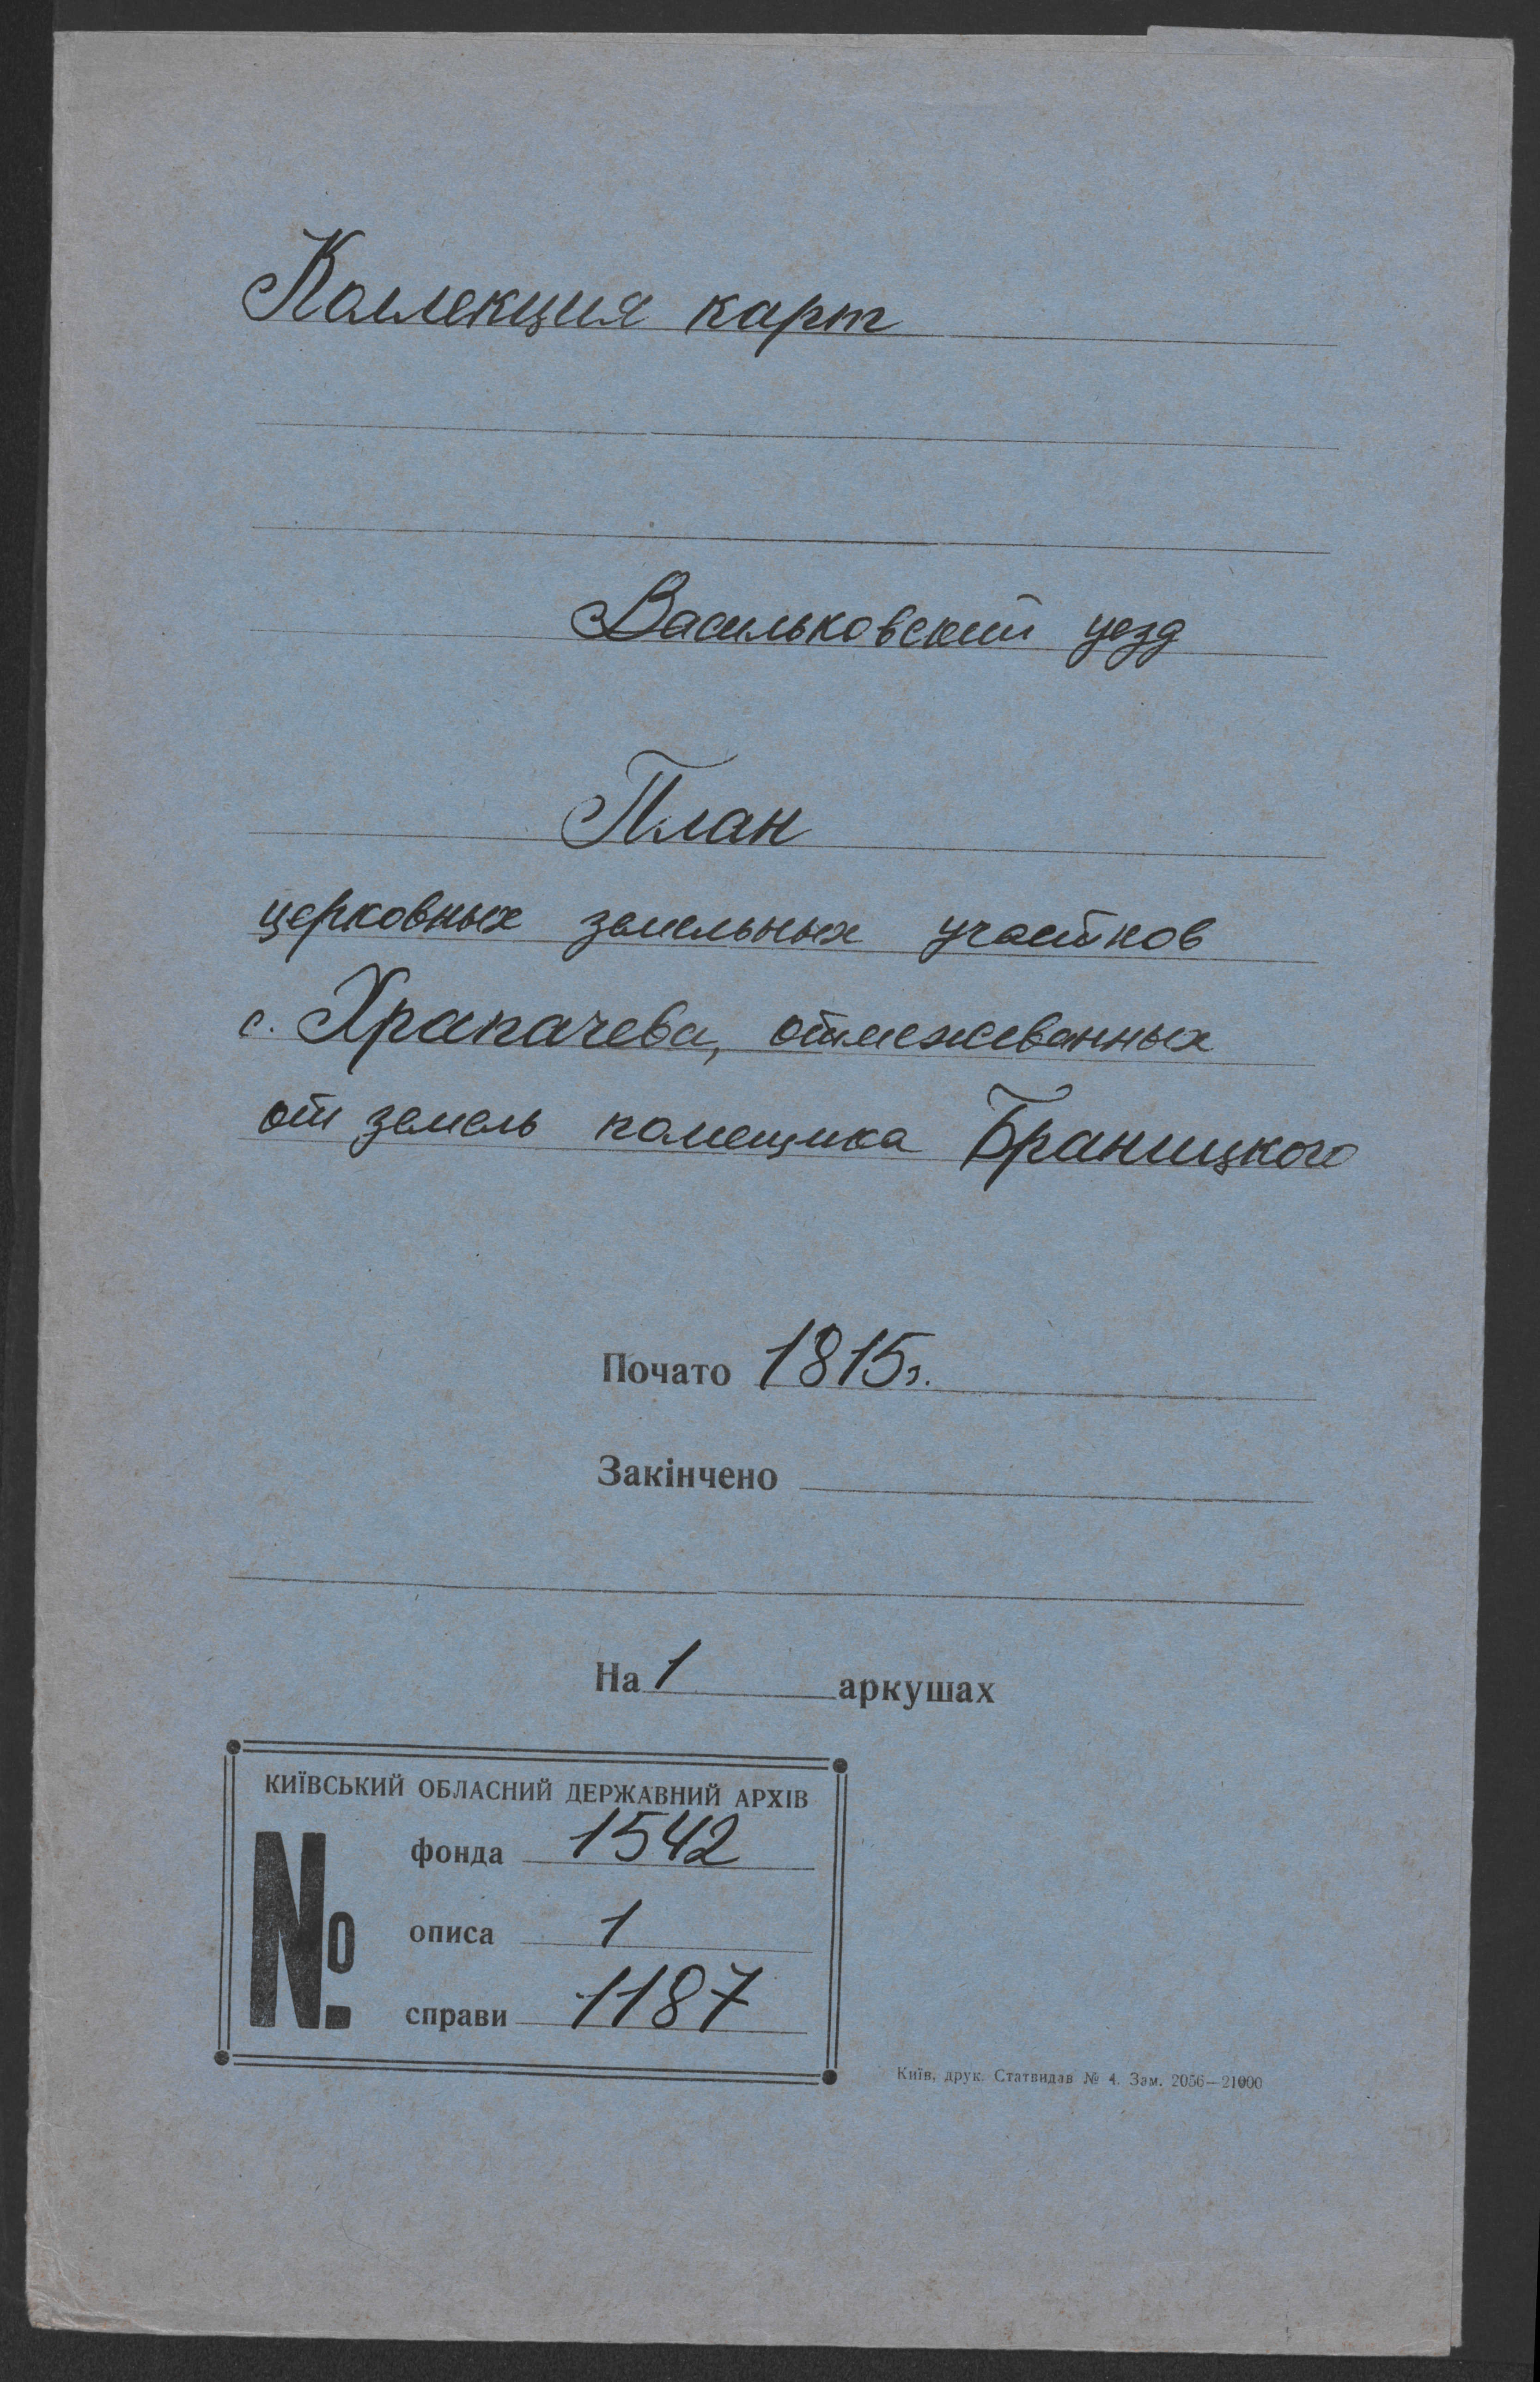 Коллекция карт
Васильковский уезд
План
церковных земельных участков
с. Храпачева, отмежеванных
от земель помещика Браницкого
Почато 1815г.
Закінчено
На 1 аркушах
КИЇВСЬКИЙ ОБЛАСНИЙ ДЕРЖАВНИЙ АРХІВ
№
фонда 1542
описа 1
справи 1187
Київ, друк. Статвидав № 4. Зам. 2056—21000